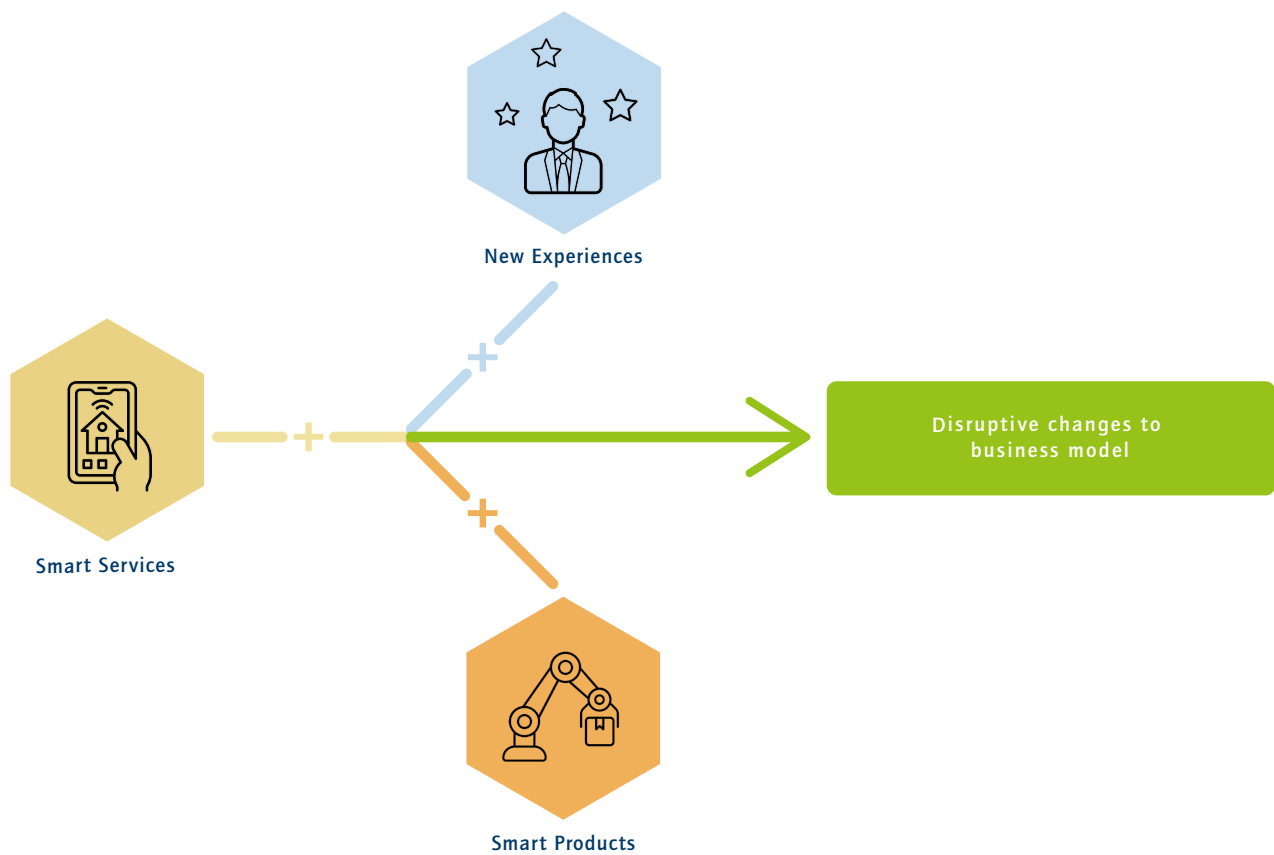 New Experiences
Smart Services
Disruptive changes to
business model
Smart Products